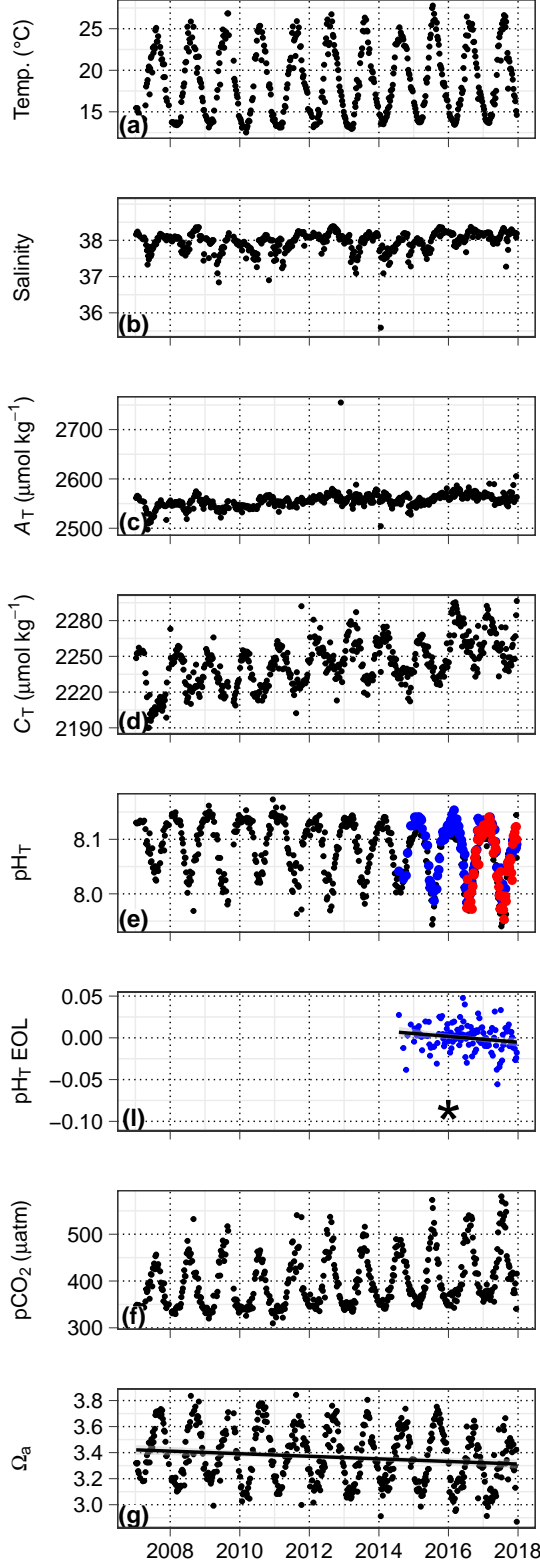 Temp. (°C)
25
20
15
(a)
Salinity
38
37
36
(b)
A_T (µmol kg⁻¹)
2700
2600
2500
(c)
C_T (µmol kg⁻¹)
2280
2250
2220
2190
(d)
pH_T
8.1
8.0
(e)
pH_T EOL
0.05
0.00
−0.05
−0.10
(l)
*
pCO₂ (µatm)
500
400
300
(f)
Ωₐ
3.8
3.6
3.4
3.2
3.0
(g)
2008 2010 2012 2014 2016 2018